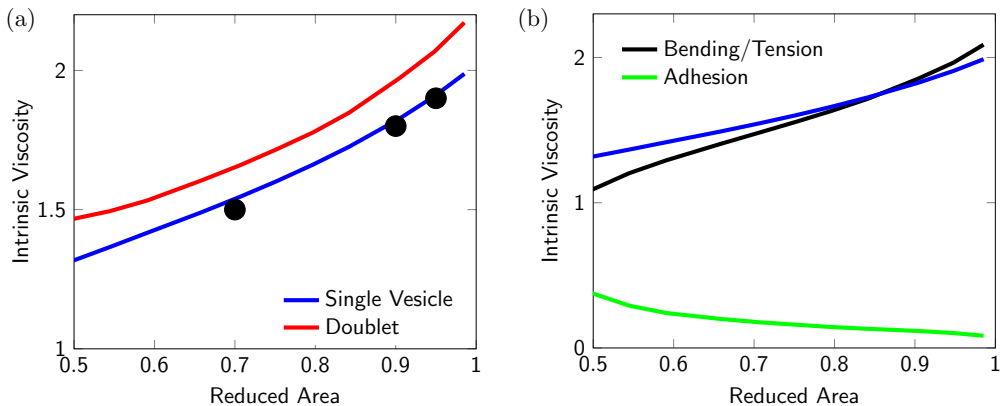 (a)
Intrinsic Viscosity
2
1.5
1
0.5 0.6 0.7 0.8 0.9 1
Reduced Area
Single Vesicle
Doublet
(b)
Intrinsic Viscosity
2
1
0
0.5 0.6 0.7 0.8 0.9 1
Reduced Area
Bending/Tension
Adhesion